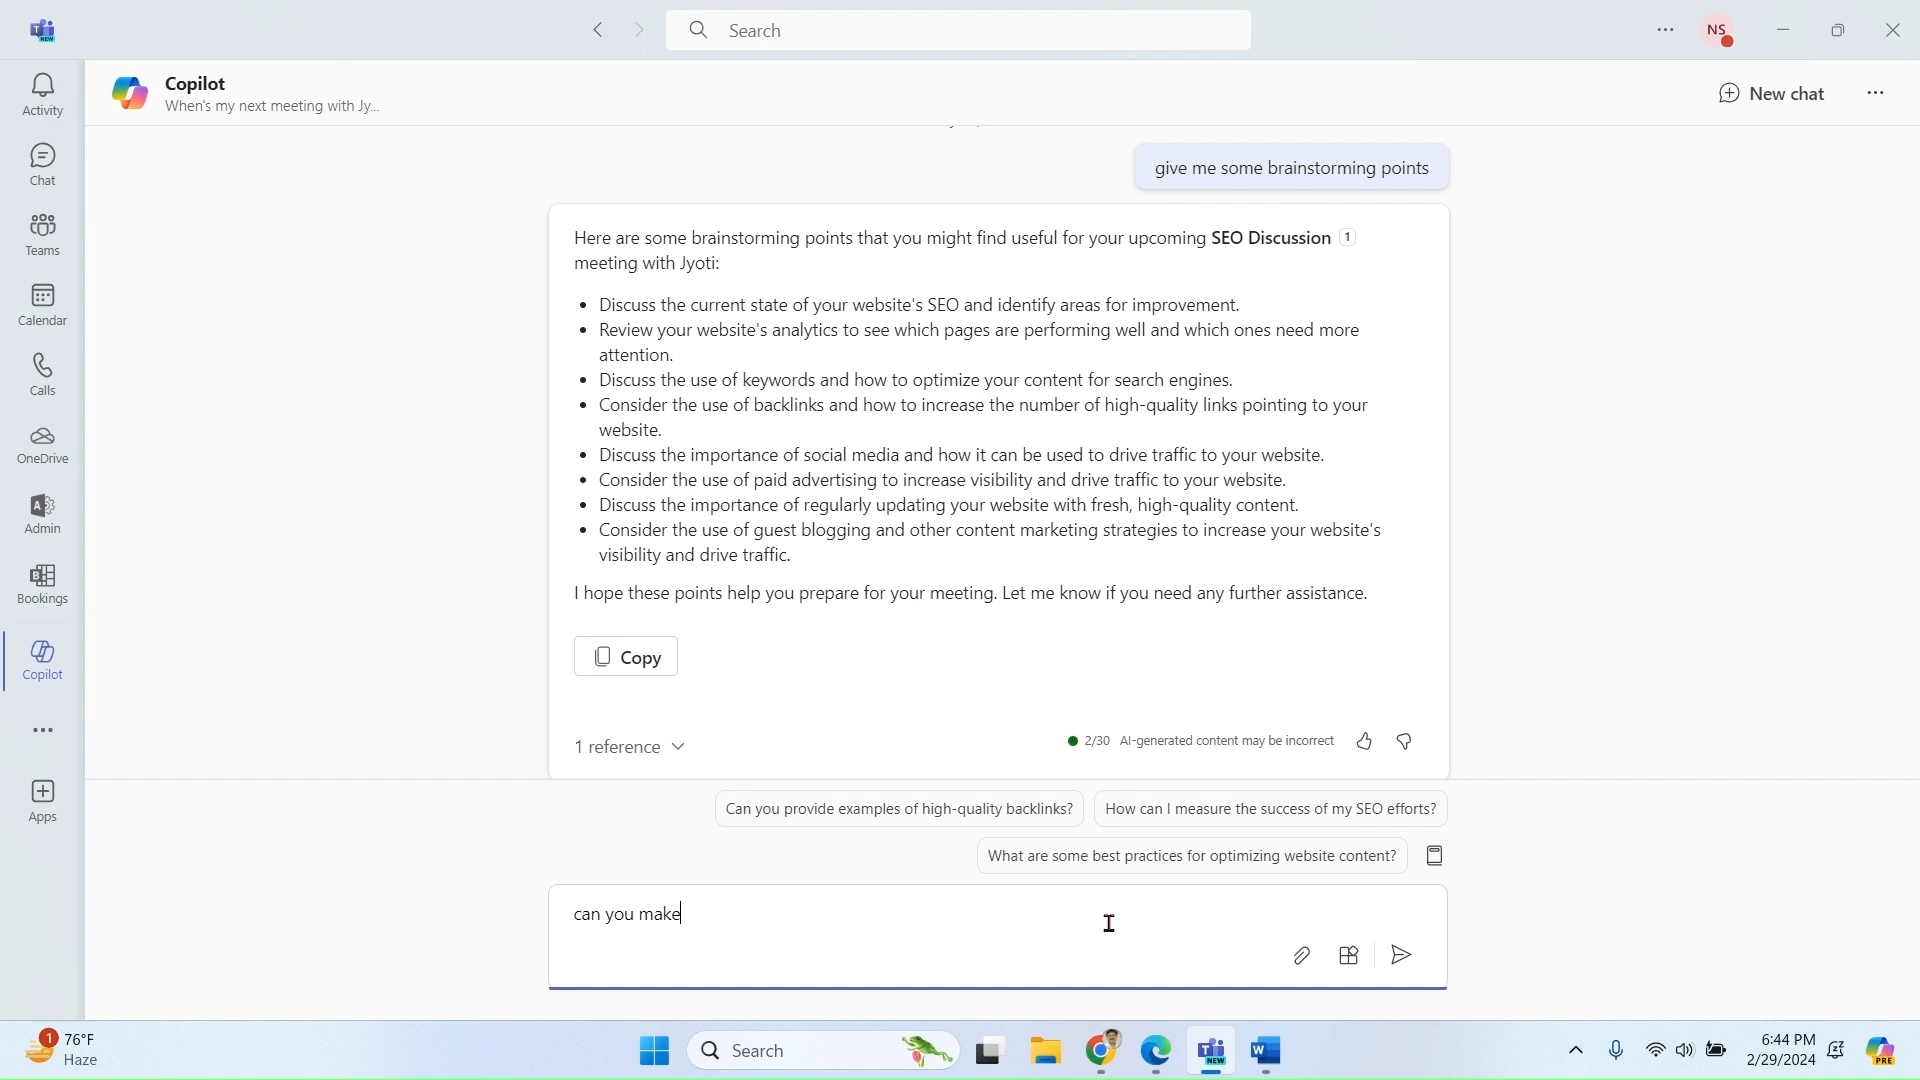 NEW
Search
NS
Activity
Chat
Teams
Calendar
Calls
OneDrive
Admin
Bookings
Copilot
Apps
Copilot
When's my next meeting with Jy...
New chat
give me some brainstorming points
Here are some brainstorming points that you might find useful for your upcoming SEO Discussion 1
meeting with Jyoti:
• Discuss the current state of your website's SEO and identify areas for improvement.
• Review your website's analytics to see which pages are performing well and which ones need more
attention.
• Discuss the use of keywords and how to optimize your content for search engines.
• Consider the use of backlinks and how to increase the number of high-quality links pointing to your
website.
• Discuss the importance of social media and how it can be used to drive traffic to your website.
• Consider the use of paid advertising to increase visibility and drive traffic to your website.
• Discuss the importance of regularly updating your website with fresh, high-quality content.
• Consider the use of guest blogging and other content marketing strategies to increase your website's
visibility and drive traffic.
I hope these points help you prepare for your meeting. Let me know if you need any further assistance.
Copy
1 reference
2/30 AI-generated content may be incorrect
Can you provide examples of high-quality backlinks?
How can I measure the success of my SEO efforts?
What are some best practices for optimizing website content?
can you make
1
76°F
Haze
Search
NEW
W
6:44 PM
2/29/2024
PRE